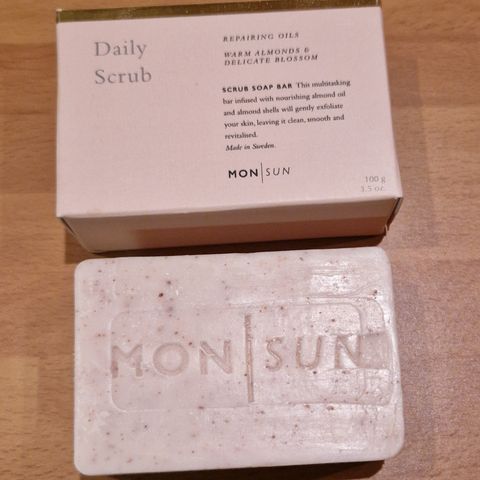 Daily
Scrub
REPAIRING OILS
WARM ALMONDS &
DELICATE BLOSSOM
SCRUB SOAP BAR This multitasking
bar infused with nourishing almond oil
and almond shells will gently exfoliate
your skin, leaving it clean, smooth and
revitalised.
Made in Sweden.
MON|SUN
100 g
3.5 oz.
MON|SUN